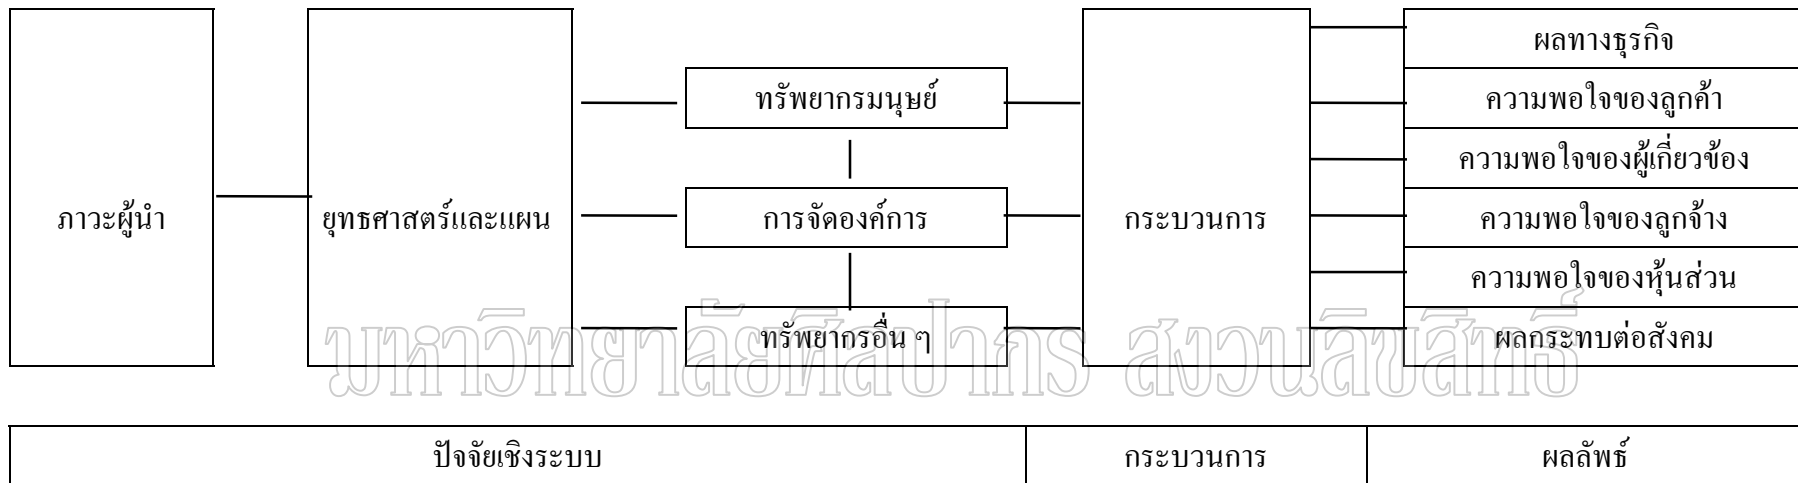 ผลทางธุรกิจ
ทรัพยากรมนุษย์
ความพอใจของลูกค้า
ความพอใจของผู้เกี่ยวข้อง
ภาวะผู้นำ
ยุทธศาสตร์และแผน
การจัดองค์การ
กระบวนการ
ความพอใจของลูกจ้าง
ความพอใจของหุ้นส่วน
ทรัพยากรอื่น ๆ
ผลกระทบต่อสังคม
มหาวิทยาลัยศิลปากร สงวนลิขสิทธิ์
ปัจจัยเชิงระบบ
กระบวนการ
ผลลัพธ์